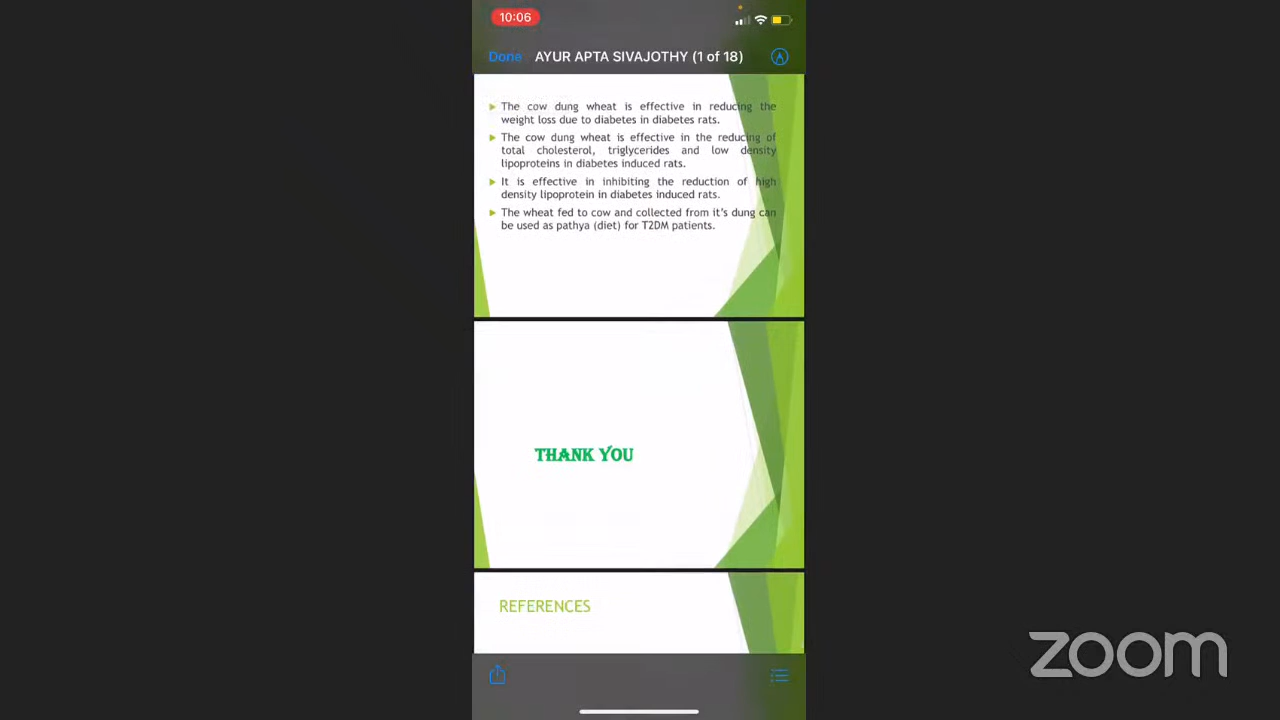 10:06
Done AYUR APTA SIVAJOTHY (1 of 18)
The cow dung wheat is effective in reducing the
weight loss due to diabetes in diabetes rats.
The cow dung wheat is effective in the reducing of
total cholesterol, triglycerides and low density
lipoproteins in diabetes induced rats.
It is effective in inhibiting the reduction of high
density lipoprotein in diabetes induced rats.
The wheat fed to cow and collected from it's dung can
be used as pathya (diet) for T2DM patients.
THANK YOU
REFERENCES
zoom